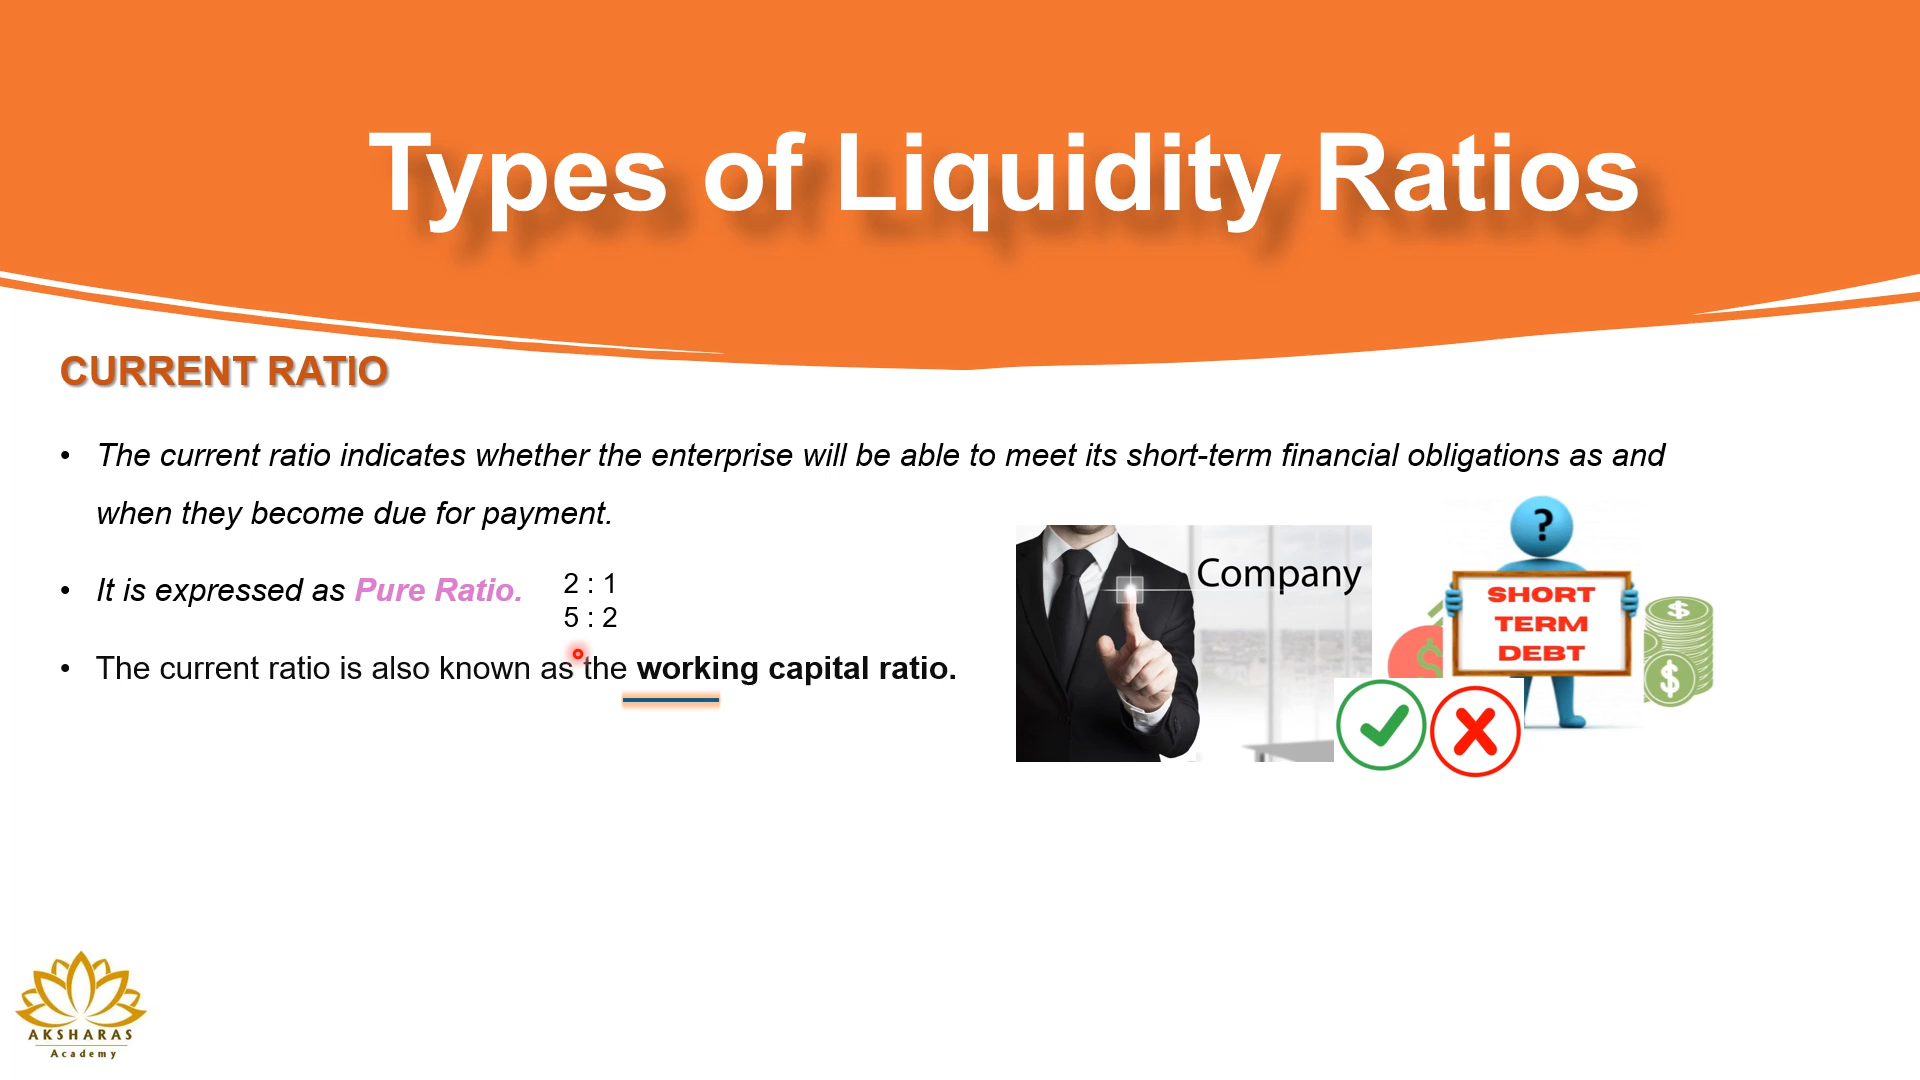 Types of Liquidity Ratios
CURRENT RATIO
• The current ratio indicates whether the enterprise will be able to meet its short-term financial obligations as and
when they become due for payment.
• It is expressed as Pure Ratio.
2 : 1
5 : 2
• The current ratio is also known as the working capital ratio.
Company
?
SHORT
TERM
DEBT
$
$
$
AKSHARAS
Academy